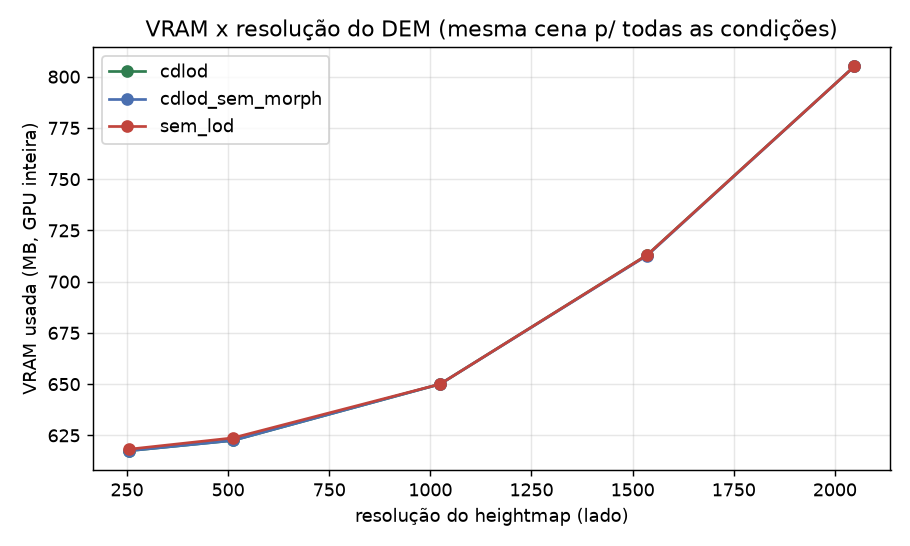 VRAM x resolução do DEM (mesma cena p/ todas as condições)
cdlod
cdlod_sem_morph
sem_lod
VRAM usada (MB, GPU inteira)
800
775
750
725
700
675
650
625
250 500 750 1000 1250 1500 1750 2000
resolução do heightmap (lado)